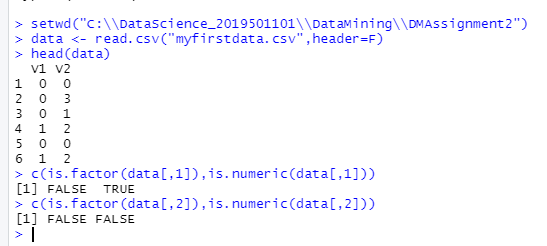 > setwd("C:\\DataScience_2019501101\\DataMining\\DMAssignment2")
> data <- read.csv("myfirstdata.csv",header=F)
> head(data)
  V1 V2
1  0  0
2  0  3
3  0  1
4  1  2
5  0  0
6  1  2
> c(is.factor(data[,1]),is.numeric(data[,1]))
[1] FALSE  TRUE
> c(is.factor(data[,2]),is.numeric(data[,2]))
[1] FALSE FALSE
>